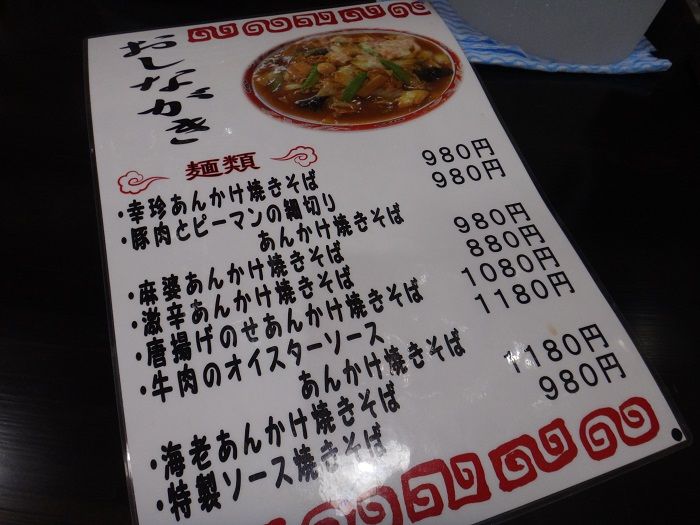 おしながき
麺類
・幸珍あんかけ焼きそば 980円
・豚肉とピーマンの細切り 980円
あんかけ焼きそば
・麻婆あんかけ焼きそば 980円
・激辛あんかけ焼きそば 880円
・唐揚げのせあんかけ焼きそば 1080円
・牛肉のオイスターソース 1180円
あんかけ焼きそば
・海老あんかけ焼きそば 1180円
・特製ソース焼きそば 980円